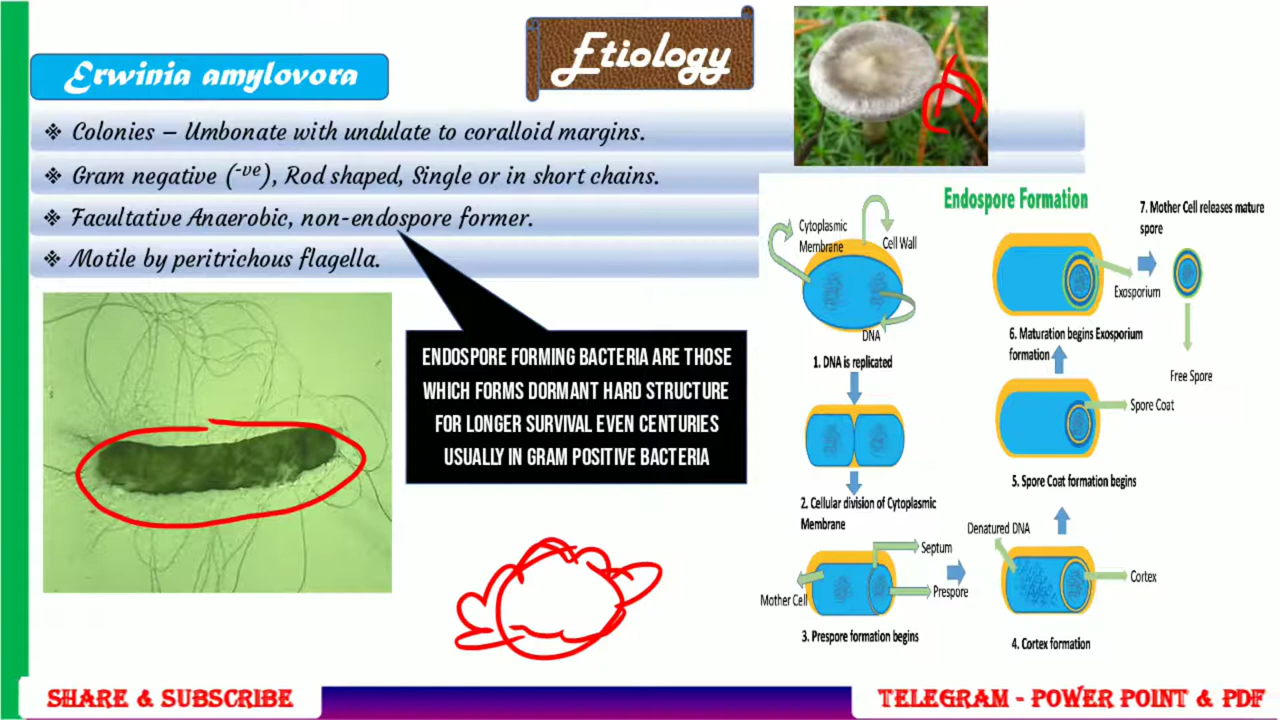 Etiology
Erwinia amylovora
❖ Colonies – Umbonate with undulate to coralloid margins.
❖ Gram negative (-ve), Rod shaped, Single or in short chains.
❖ Facultative Anaerobic, non-endospore former.
❖ Motile by peritrichous flagella.
ENDOSPORE FORMING BACTERIA ARE THOSE
WHICH FORMS DORMANT HARD STRUCTURE
FOR LONGER SURVIVAL EVEN CENTURIES
USUALLY IN GRAM POSITIVE BACTERIA
Endospore Formation
Cytoplasmic
Membrane
Cell Wall
DNA
1. DNA is replicated
2. Cellular division of Cytoplasmic
Membrane
Septum
Mother Cell
Prespore
3. Prespore formation begins
Denatured DNA
Cortex
4. Cortex formation
Spore Coat
5. Spore Coat formation begins
Exosporium
6. Maturation begins Exosporium
formation
7. Mother Cell releases mature
spore
Free Spore
SHARE & SUBSCRIBE
TELEGRAM - POWER POINT & PDF